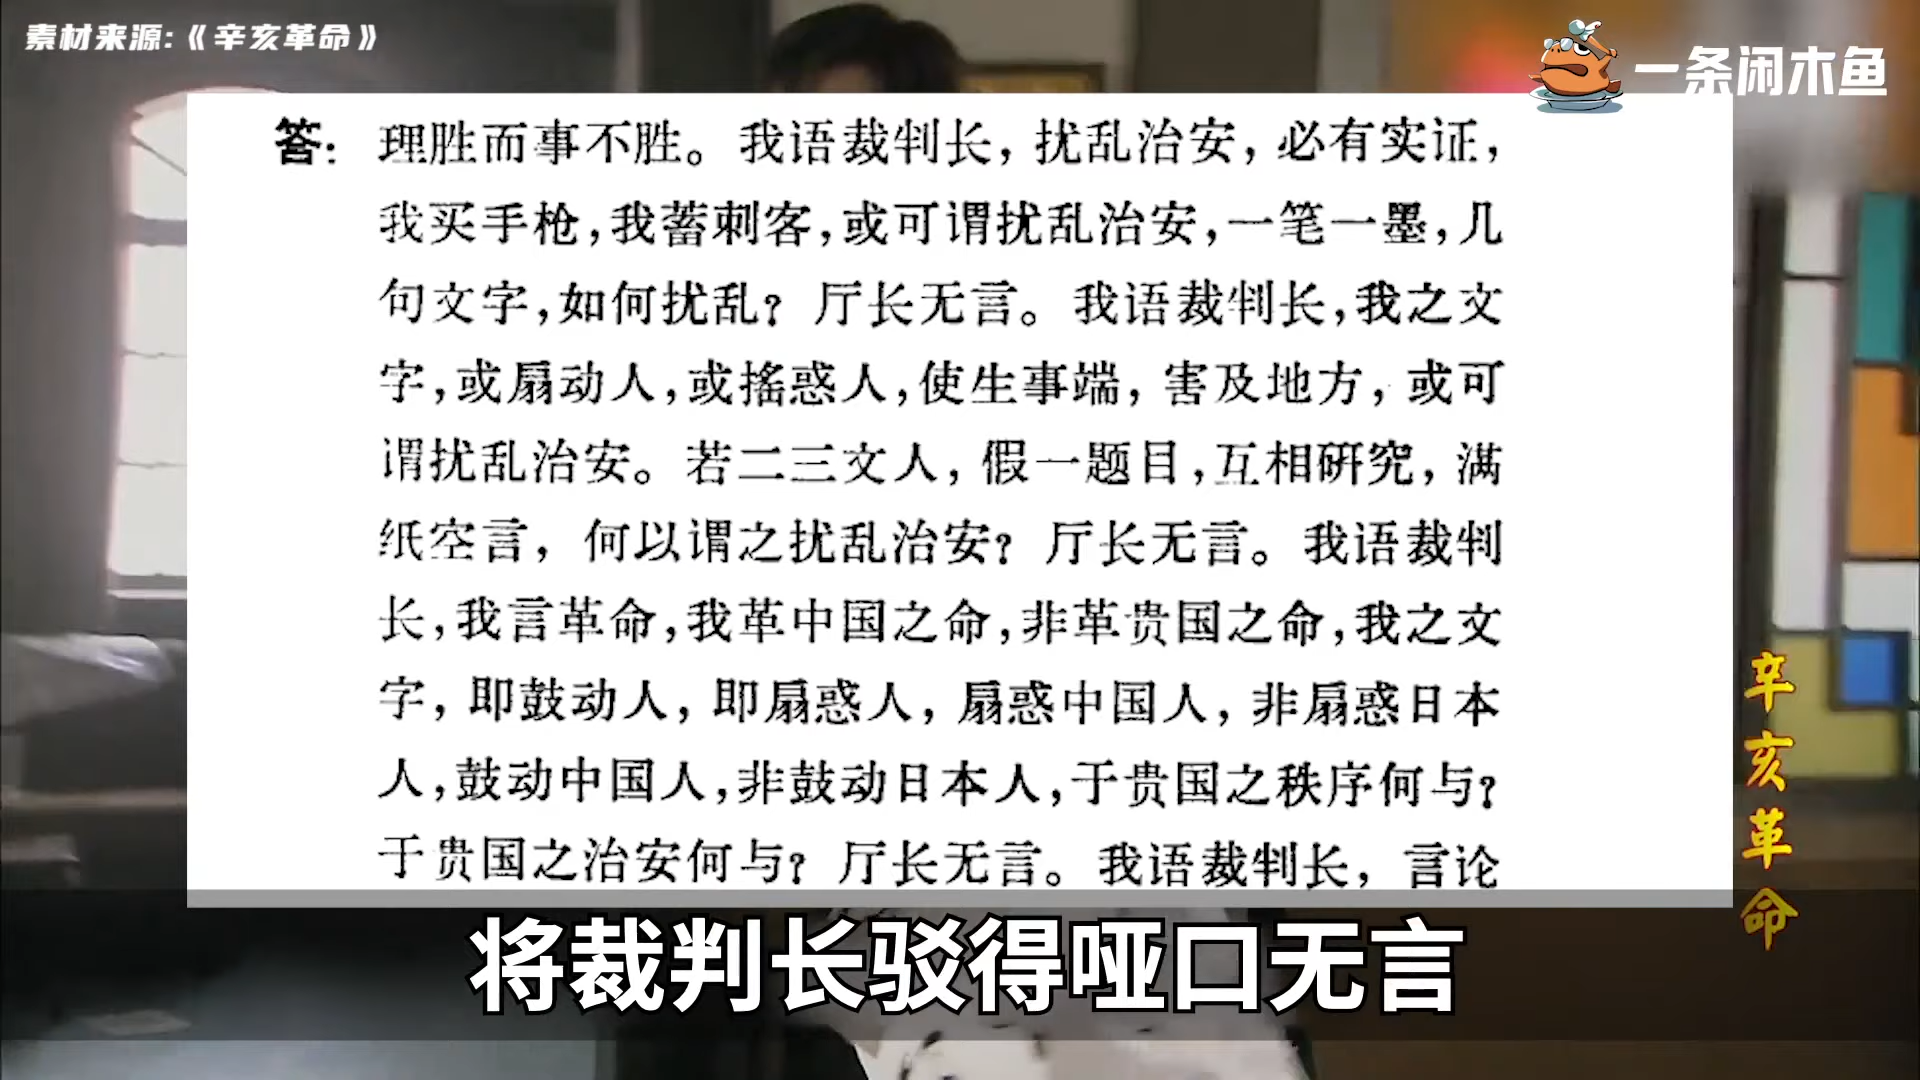 素材来源:《辛亥革命》
一条闲木鱼
答：理胜而事不胜。我语裁判长，扰乱治安，必有实证，
我买手枪，我蓄刺客，或可谓扰乱治安，一笔一墨，几
句文字，如何扰乱？厅长无言。我语裁判长，我之文
字，或扇动人，或摇惑人，使生事端，害及地方，或可
谓扰乱治安。若二三文人，假一题目，互相研究，满
纸空言，何以谓之扰乱治安？厅长无言。我语裁判
长，我言革命，我革中国之命，非革贵国之命，我之文
字，即鼓动人，即扇惑人，扇惑中国人，非扇惑日本
人，鼓动中国人，非鼓动日本人，于贵国之秩序何与？
于贵国之治安何与？厅长无言。我语裁判长，言论
辛亥革命
将裁判长驳得哑口无言